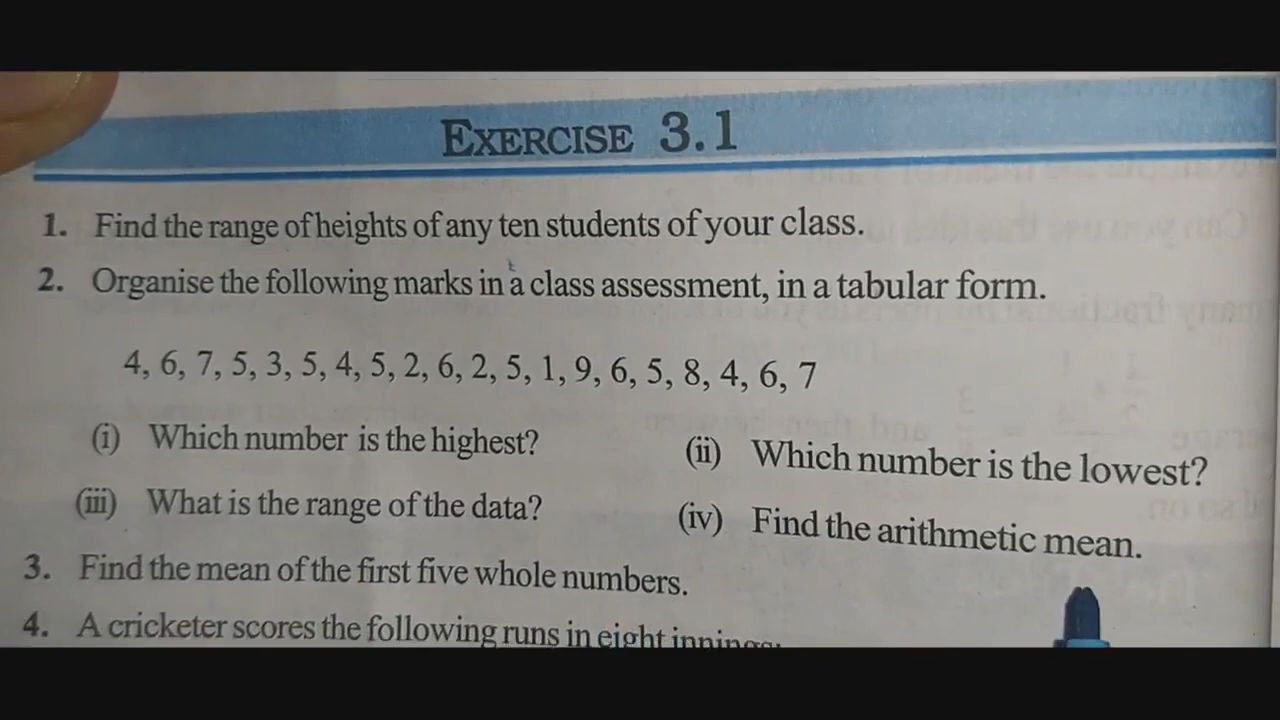 EXERCISE 3.1
1. Find the range of heights of any ten students of your class.
2. Organise the following marks in a class assessment, in a tabular form.
4, 6, 7, 5, 3, 5, 4, 5, 2, 6, 2, 5, 1, 9, 6, 5, 8, 4, 6, 7
(i) Which number is the highest? (ii) Which number is the lowest?
(iii) What is the range of the data? (iv) Find the arithmetic mean.
3. Find the mean of the first five whole numbers.
4. A cricketer scores the following runs in eight innings: